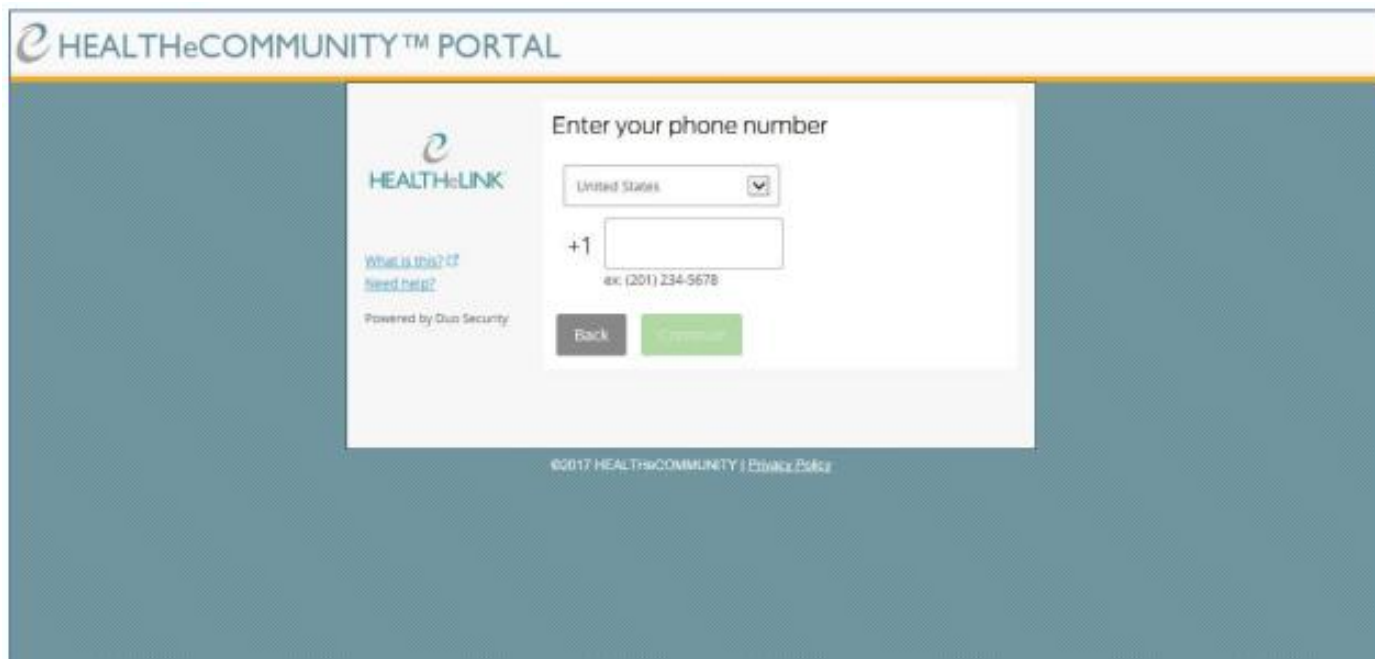 HEALTHeCOMMUNITY™ PORTAL
HEALTHeLINK
What is this?
Need help?
Powered by Duo Security
Enter your phone number
United States
+1
ex: (201) 234-5678
Back
Continue
©2017 HEALTHeCOMMUNITY | Privacy Policy